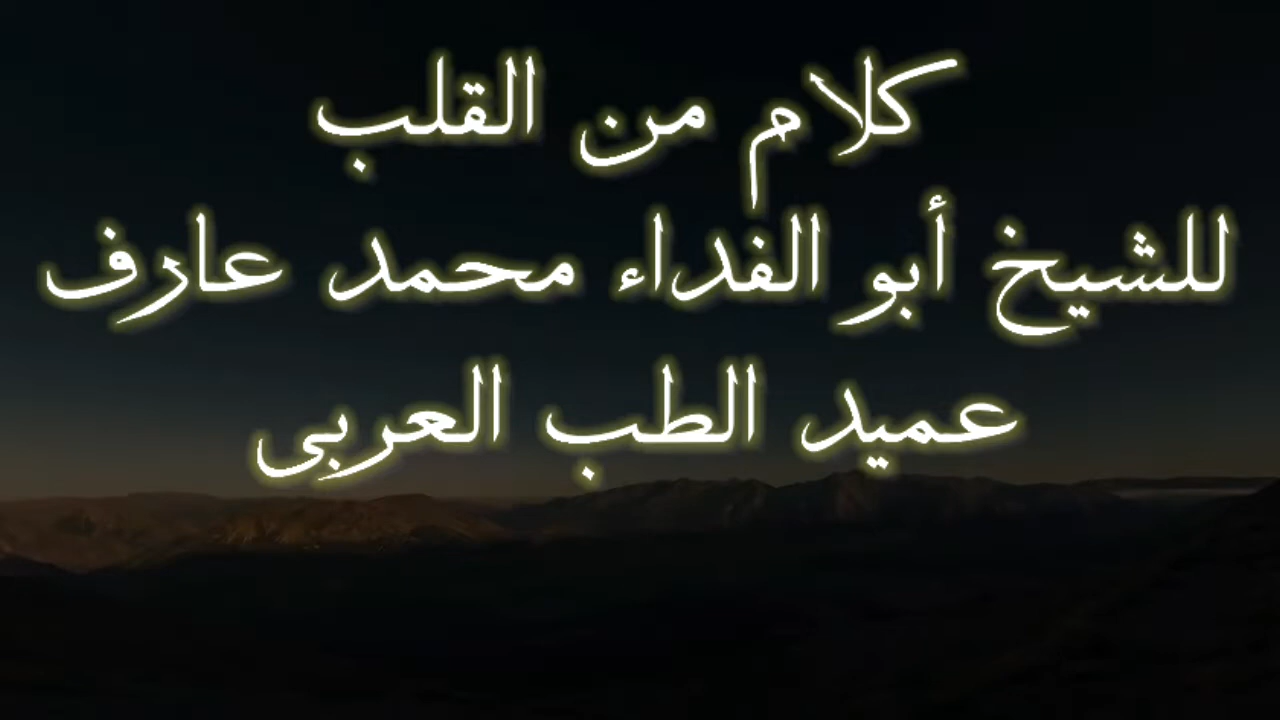 كلام من القلب
للشيخ أبو الفداء محمد عارف
عميد الطب العربى